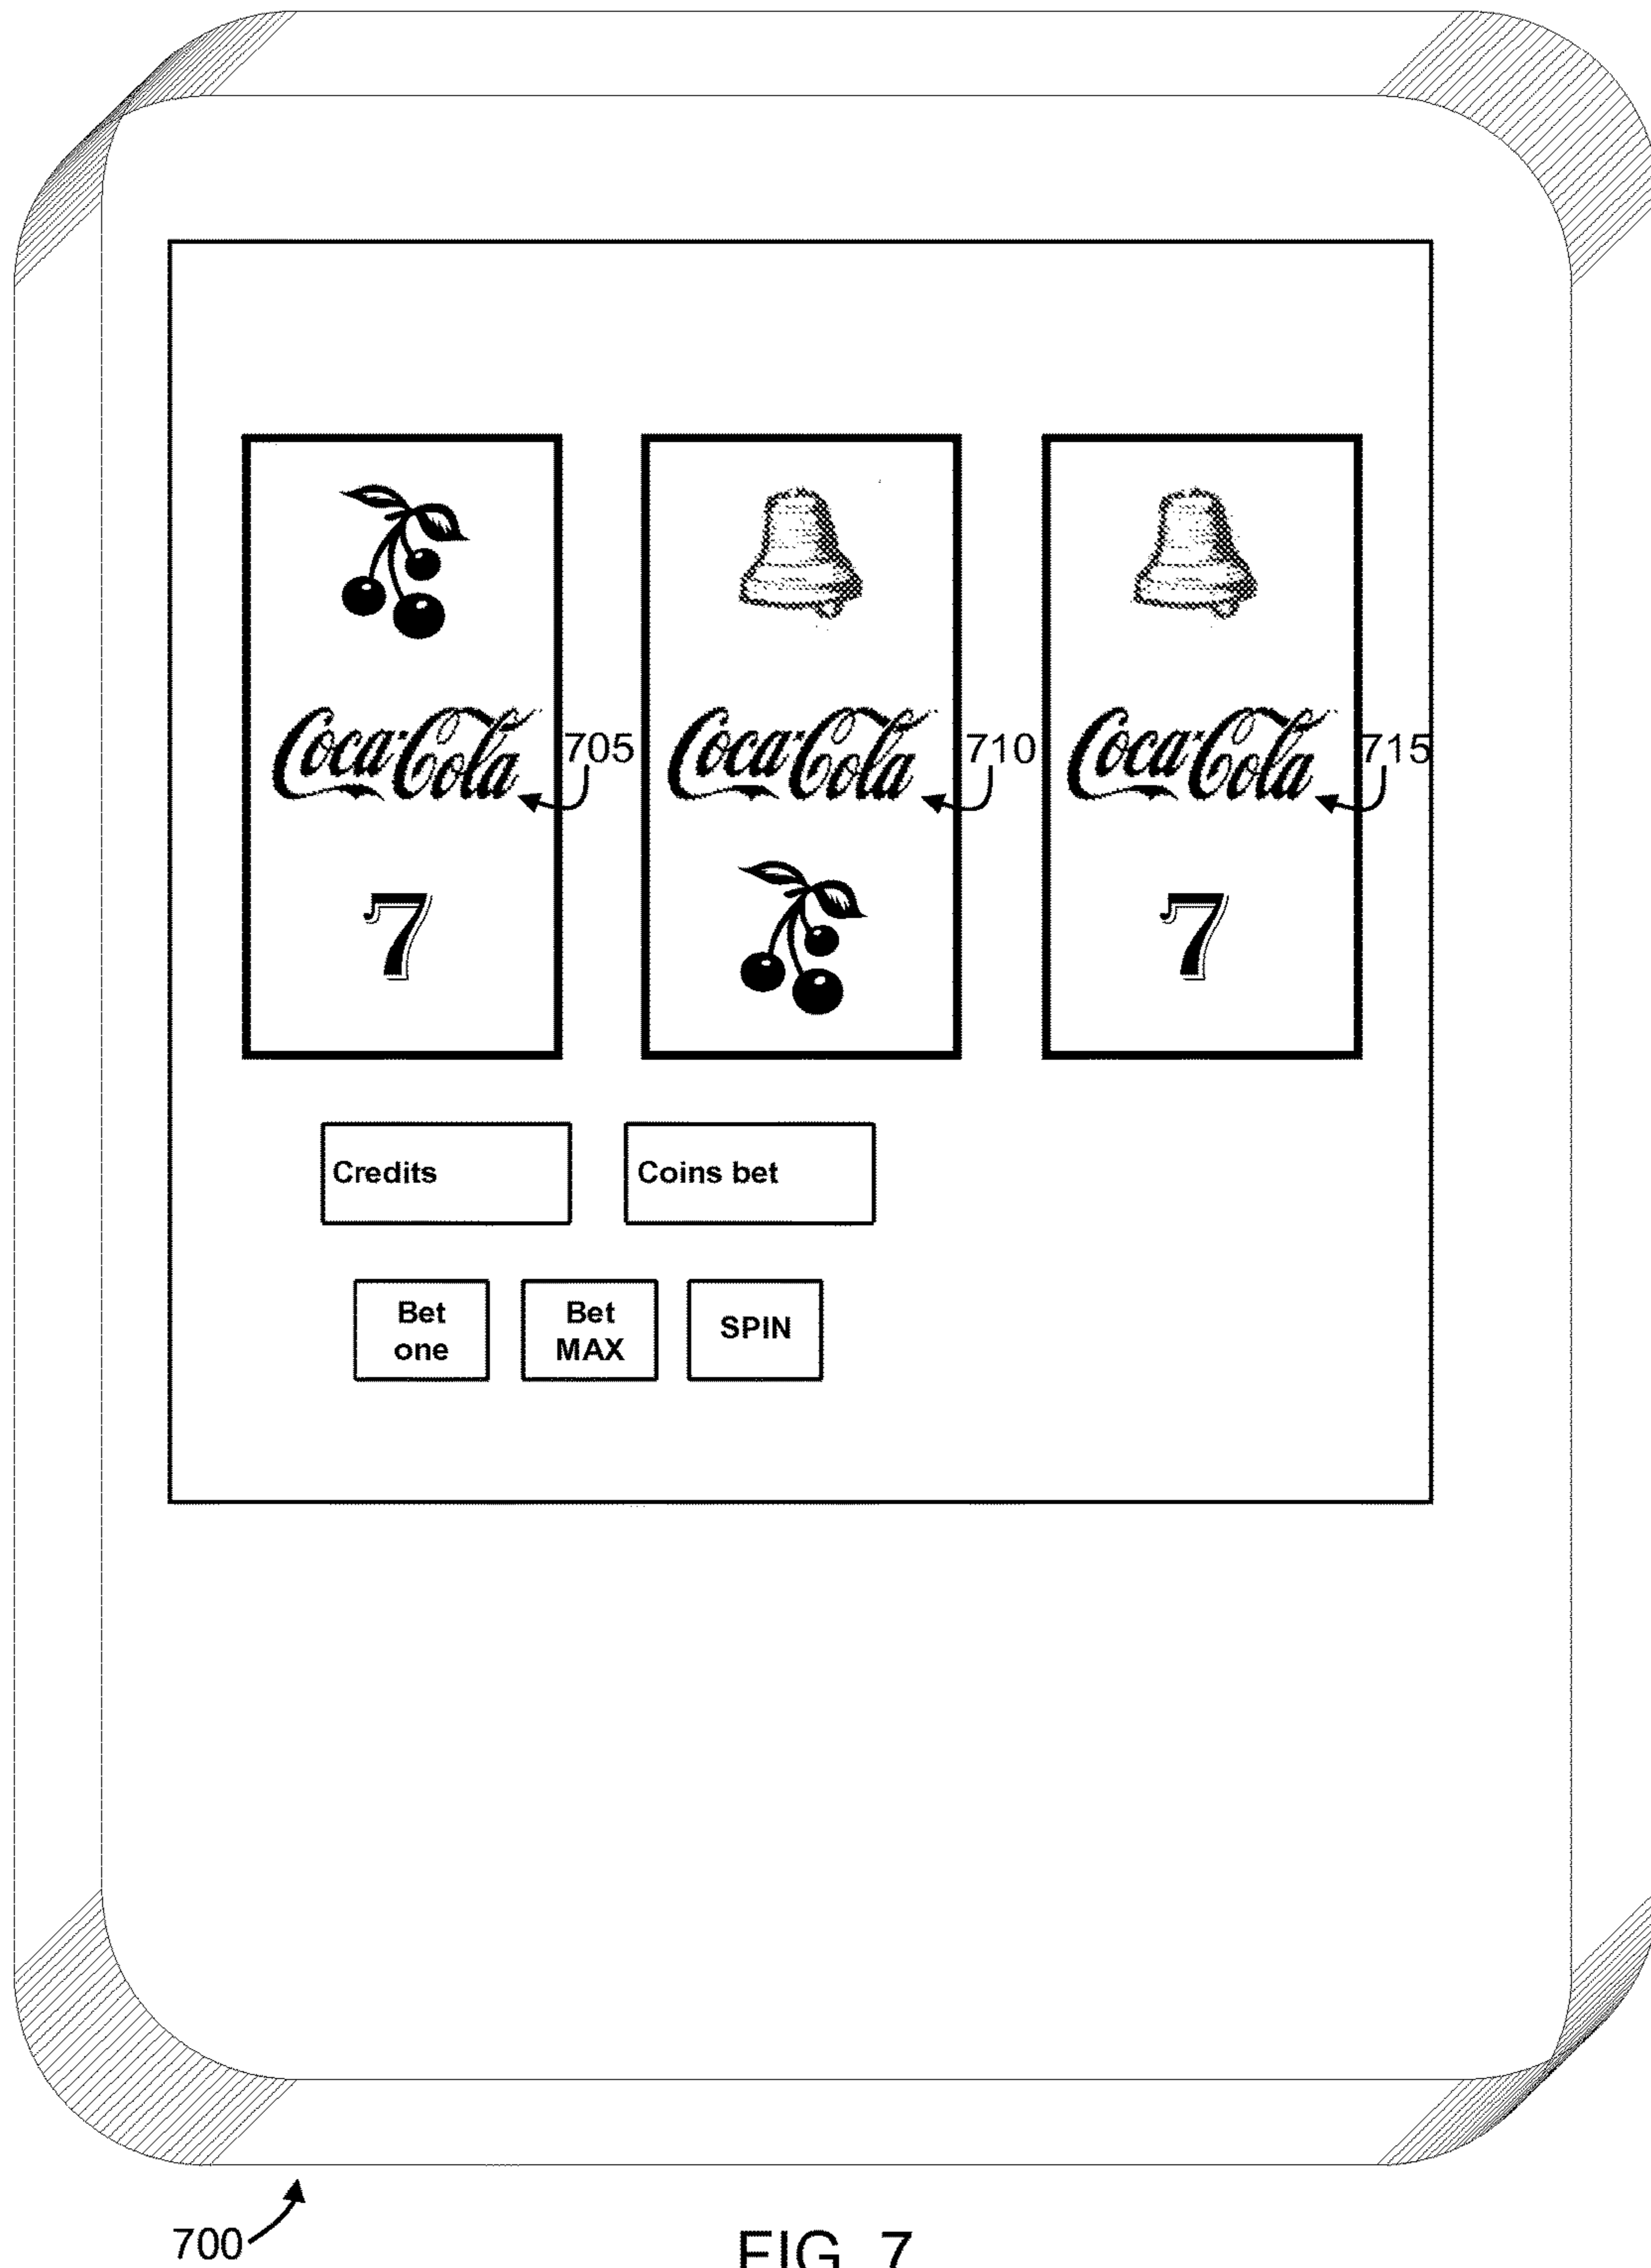 Coca-Cola 705 Coca-Cola 710 Coca-Cola 715
7 7
Credits Coins bet
Bet Bet SPIN
one MAX
700
FIG. 7